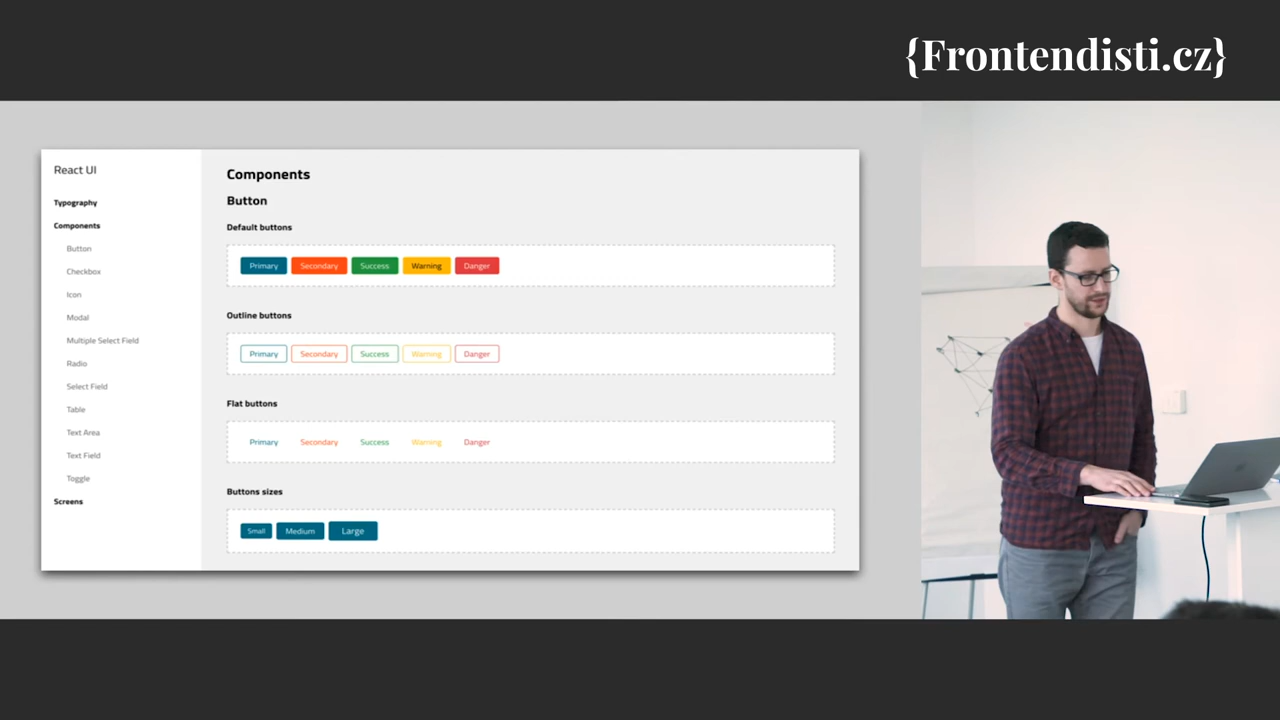 {Frontendisti.cz}
React UI
Typography
Components
Button
Checkbox
Icon
Modal
Multiple Select Field
Radio
Select Field
Table
Text Area
Text Field
Toggle
Screens
Components
Button
Default buttons
Primary Secondary Success Warning Danger
Outline buttons
Primary Secondary Success Warning Danger
Flat buttons
Primary Secondary Success Warning Danger
Buttons sizes
Small Medium Large